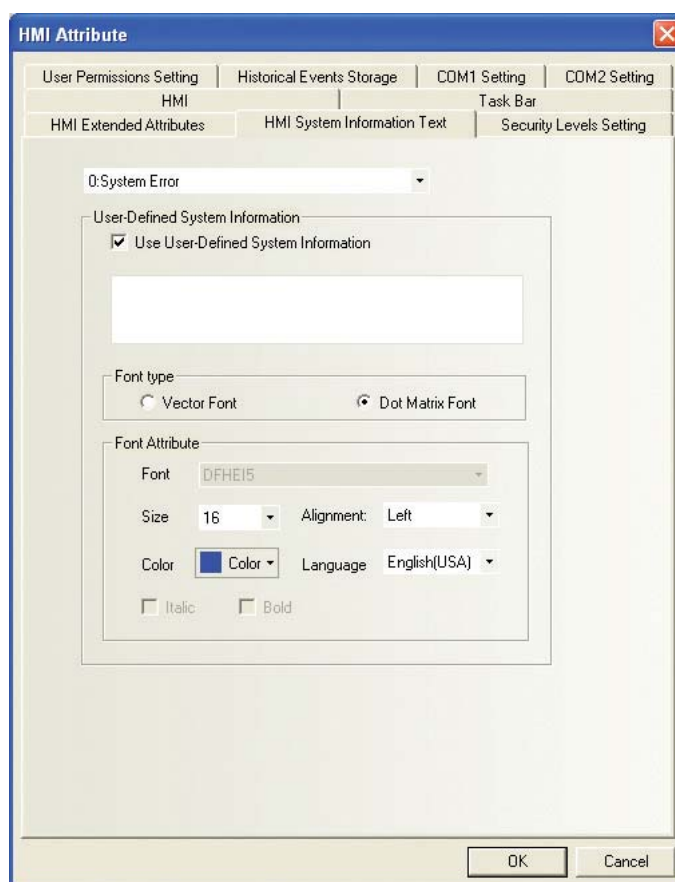 HMI Attribute
User Permissions Setting Historical Events Storage COM1 Setting COM2 Setting
HMI Task Bar
HMI Extended Attributes HMI System Information Text Security Levels Setting
0:System Error
User-Defined System Information
Use User-Defined System Information
Font type
Vector Font Dot Matrix Font
Font Attribute
Font DFHEI5
Size 16 Alignment: Left
Color Color Language English(USA)
Italic Bold
OK Cancel